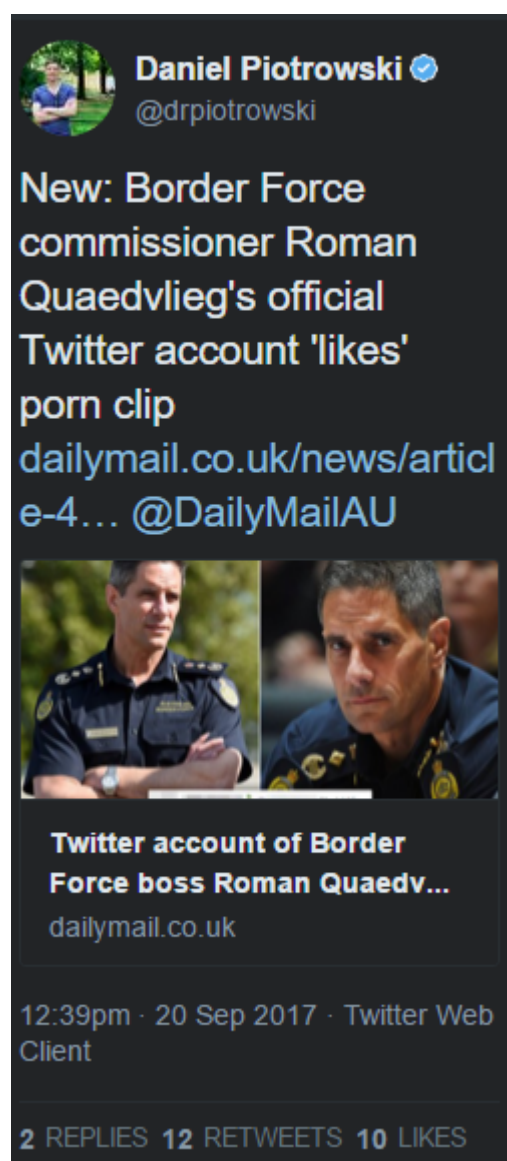 Daniel Piotrowski
@drpiotrowski
New: Border Force
commissioner Roman
Quaedvlieg's official
Twitter account 'likes'
porn clip
dailymail.co.uk/news/articl
e-4… @DailyMailAU
Twitter account of Border
Force boss Roman Quaedv...
dailymail.co.uk
12:39pm · 20 Sep 2017 · Twitter Web
Client
2 REPLIES 12 RETWEETS 10 LIKES